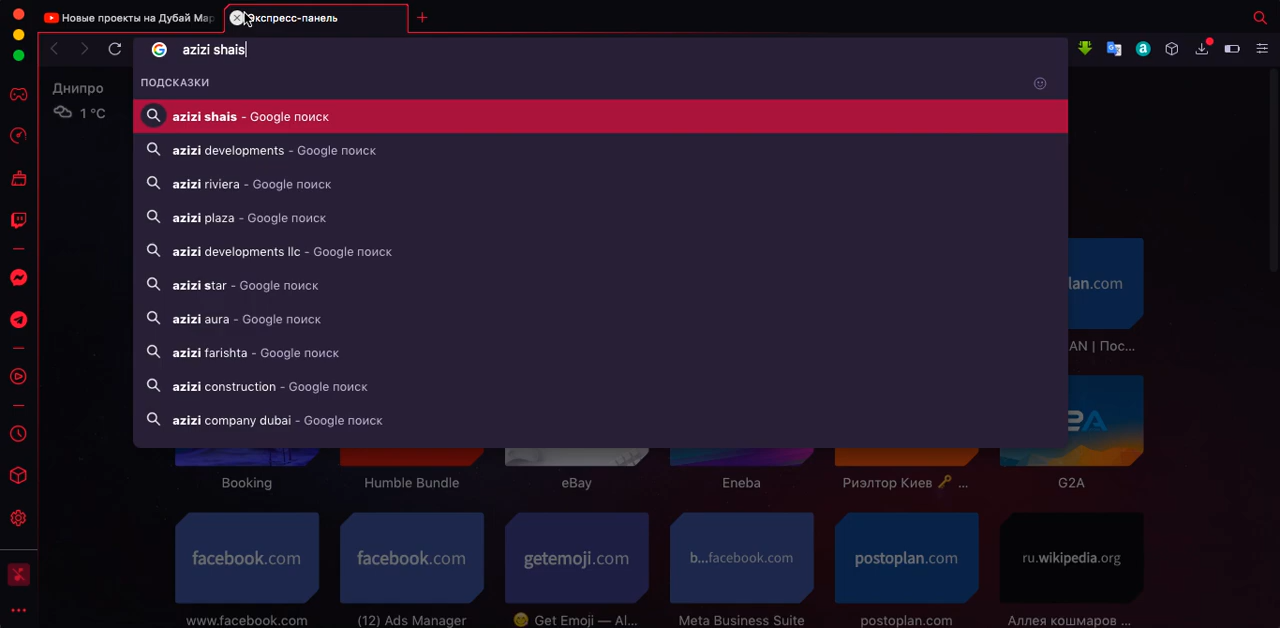 Новые проекты на Дубай Мар
Экспресс-панель
azizi shais
Днипро
1 °C
ПОДСКАЗКИ
azizi shais - Google поиск
azizi developments - Google поиск
azizi riviera - Google поиск
azizi plaza - Google поиск
azizi developments llc - Google поиск
azizi star - Google поиск
azizi aura - Google поиск
azizi farishta - Google поиск
azizi construction - Google поиск
azizi company dubai - Google поиск
lan.com
AN | Пос...
2A
Booking
Humble Bundle
eBay
Eneba
Риэлтор Киев 🔑 ...
G2A
facebook.com
facebook.com
getemoji.com
b...facebook.com
postoplan.com
ru.wikipedia.org
www.facebook.com
(12) Ads Manager
😊 Get Emoji — Al...
Meta Business Suite
postoplan.com
Аллея кошмаров ...